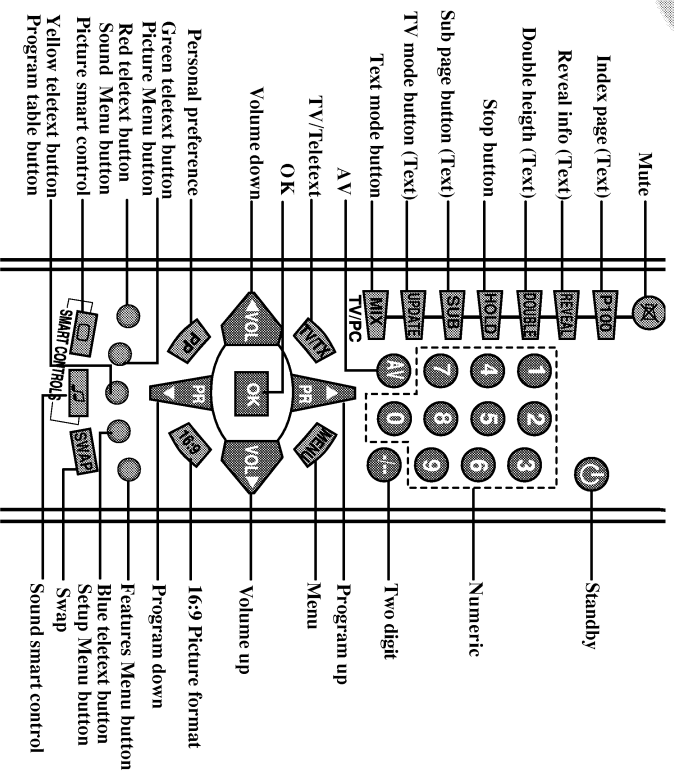 Mute
Index page (Text)
Reveal info (Text)
Double heigth (Text)
Stop button
Sub page button (Text)
TV mode button (Text)
Text mode button
AV
TV/Teletext
OK
Volume down
Personal preference
Green teletext button
Picture Menu button
Red teletext button
Sound Menu button
Picture smart control
Yellow teletext button
Program table button
P100
REVEAL
DOUBLE
HOLD
SUB
UPDATE
MIX
TV/PC
1
2
3
4
5
6
7
8
9
AV
0
-/--
TV/TX
MENU
PR
VOL
OK
VOL
PR
PP
16:9
SMART CONTROLS
SWAP
Standby
Numeric
Two digit
Program up
Menu
Volume up
16:9 Picture format
Program down
Features Menu button
Blue teletext button
Setup Menu button
Swap
Sound smart control